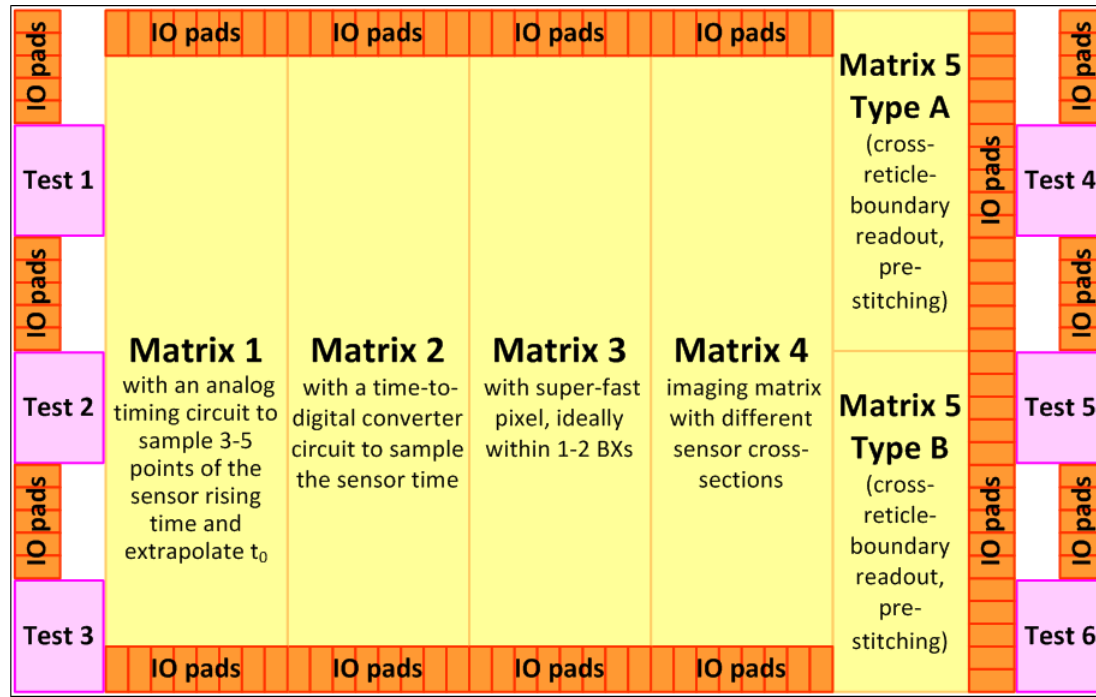 IO pads
Test 1
IO pads
Test 2
IO pads
Test 3
IO pads
IO pads
IO pads
IO pads
Matrix 1
with an analog
timing circuit to
sample 3-5
points of the
sensor rising
time and
extrapolate t₀
Matrix 2
with a time-to-
digital converter
circuit to sample
the sensor time
Matrix 3
with super-fast
pixel, ideally
within 1-2 BXs
Matrix 4
imaging matrix
with different
sensor cross-
sections
IO pads
IO pads
IO pads
IO pads
Matrix 5
Type A
(cross-
reticle-
boundary
readout,
pre-
stitching)
Matrix 5
Type B
(cross-
reticle-
boundary
readout,
pre-
stitching)
IO pads
IO pads
IO pads
Test 4
IO pads
Test 5
IO pads
Test 6